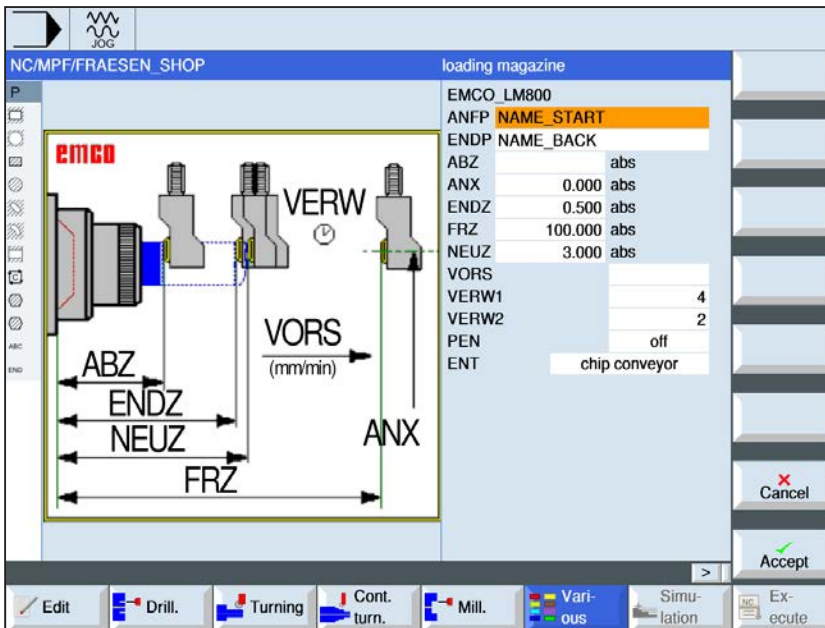 JOG
NC/MPF/FRAESEN_SHOP
loading magazine
P
EMCO_LM800
ANFP NAME_START
ENDP NAME_BACK
ABZ abs
ANX 0.000 abs
ENDZ 0.500 abs
FRZ 100.000 abs
NEUZ 3.000 abs
VORS
VERW1 4
VERW2 2
PEN off
ENT chip conveyor
emco
VERW
VORS
(mm/min)
ABZ
ENDZ
NEUZ
FRZ
ANX
C
ABC
END
Cancel
Accept
>
Edit
Drill.
Turning
Cont.
turn.
Mill.
Vari-
ous
Simu-
lation
NC
Ex-
ecute